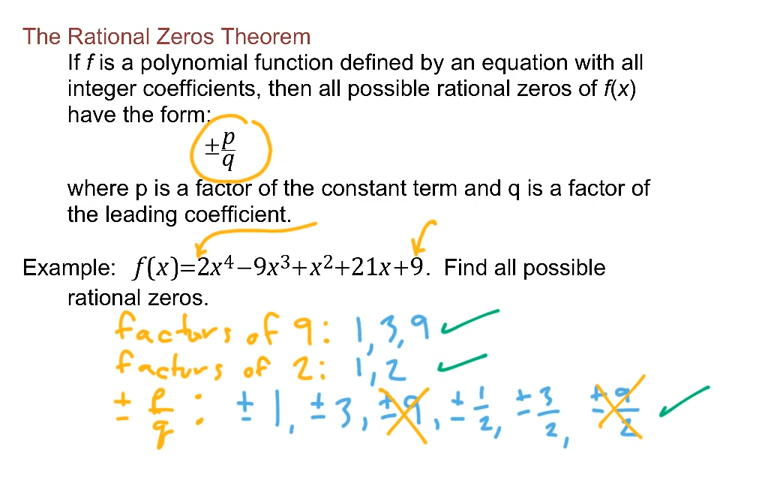 The Rational Zeros Theorem
If f is a polynomial function defined by an equation with all
integer coefficients, then all possible rational zeros of f(x)
have the form:
±p/q
where p is a factor of the constant term and q is a factor of
the leading coefficient.
Example: f(x)=2x⁴−9x³+x²+21x+9. Find all possible
rational zeros.
factors of 9: 1,3,9 ✓
factors of 2: 1,2 ✓
± p/q : ±1, ±3, ±9, ±1/2, ±3/2, ±9/2 ✓